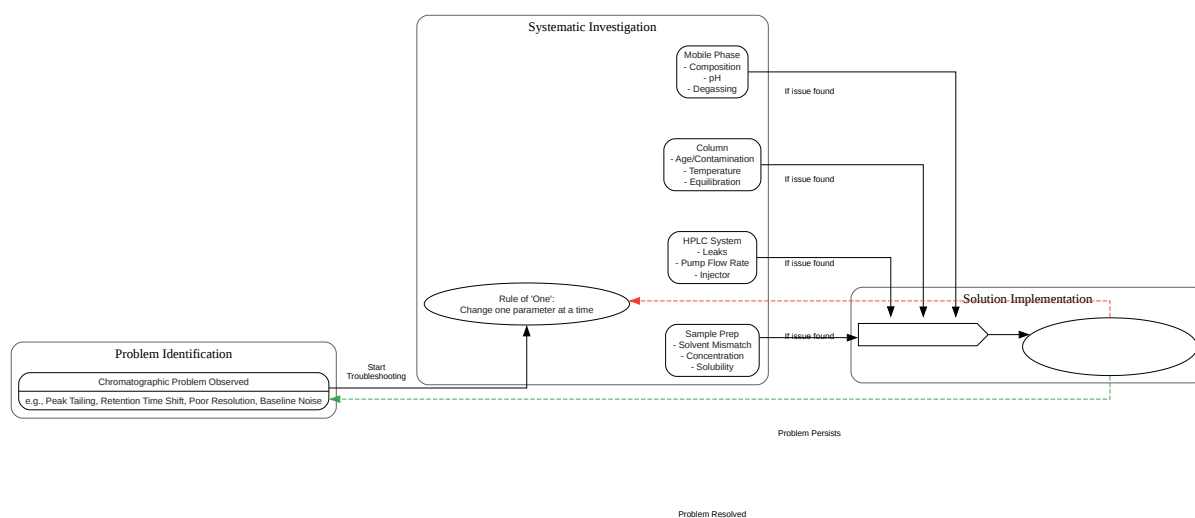 Systematic Investigation
Mobile Phase
- Composition
- pH
- Degassing
If issue found
Column
- Age/Contamination
- Temperature
- Equilibration
If issue found
HPLC System
- Leaks
- Pump Flow Rate
- Injector
If issue found
Rule of 'One':
Change one parameter at a time
Solution Implementation
Sample Prep
- Solvent Mismatch
- Concentration
- Solubility
If issue found
Problem Identification
Chromatographic Problem Observed
e.g., Peak Tailing, Retention Time Shift, Poor Resolution, Baseline Noise
Start
Troubleshooting
Problem Persists
Problem Resolved